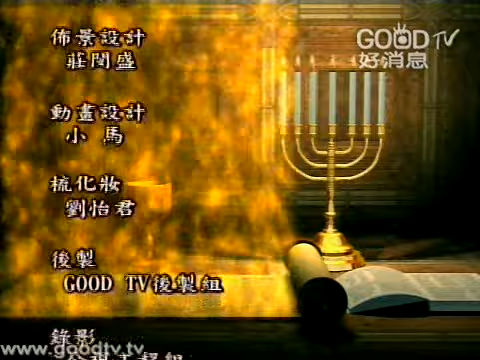 GOOD TV
好消息
佈景設計
莊閔盛
動畫設計
小 馬
梳化妝
劉怡君
後製
GOOD TV後製組
錄影
www.goodtv.tv